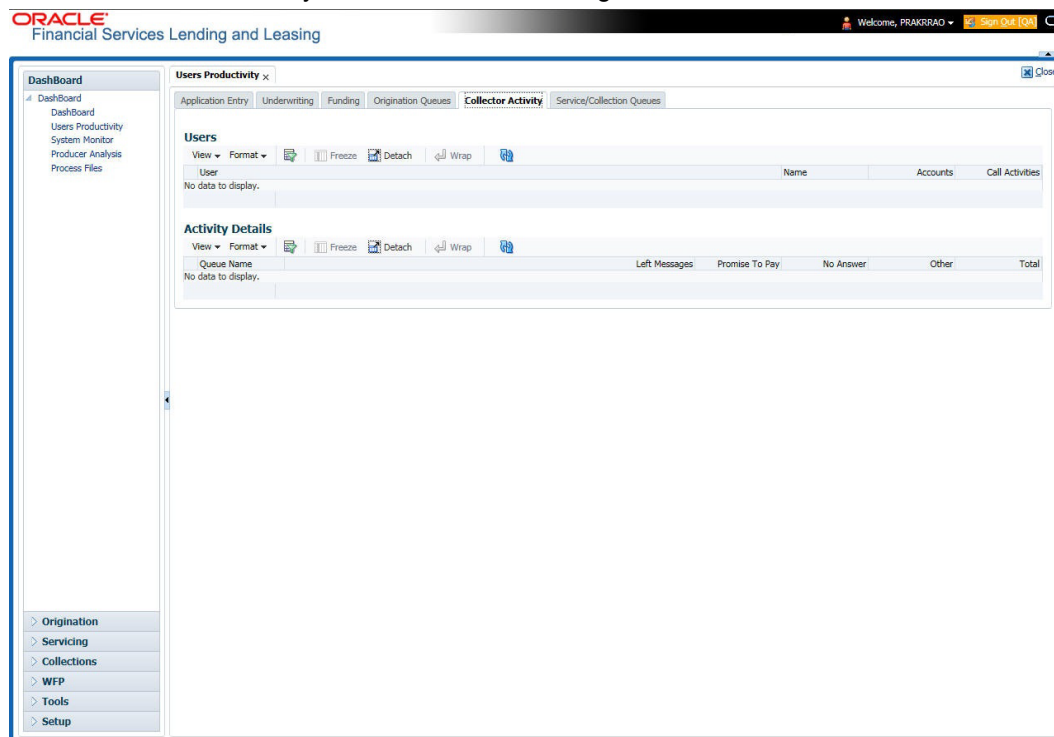 ORACLE
Financial Services Lending and Leasing
Welcome, PRAKRRAO
Sign Out [QA]
DashBoard
DashBoard
DashBoard
Users Productivity
System Monitor
Producer Analysis
Process Files
Origination
Servicing
Collections
WFP
Tools
Setup
Users Productivity ×
Close
Application Entry Underwriting Funding Origination Queues Collector Activity Service/Collection Queues
Users
View Format Freeze Detach Wrap
User Name Accounts Call Activities
No data to display.
Activity Details
View Format Freeze Detach Wrap
Queue Name Left Messages Promise To Pay No Answer Other Total
No data to display.